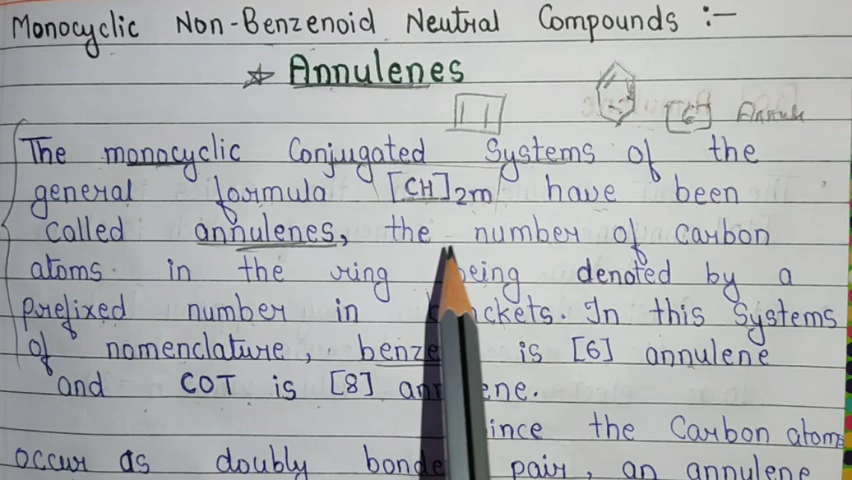 Monocyclic Non-Benzenoid Neutral Compounds :-
Annulenes
[6] Annule
The monocyclic Conjugated Systems of the
general formula [CH]2m have been
called annulenes, the number of carbon
atoms in the ring being denoted by a
prefixed number in ckets. In this Systems
of nomenclature, benze is [6] annulene
and COT is [8] ann ene.
ince the Carbon atoms
occur as doubly bonde pair, an annulene